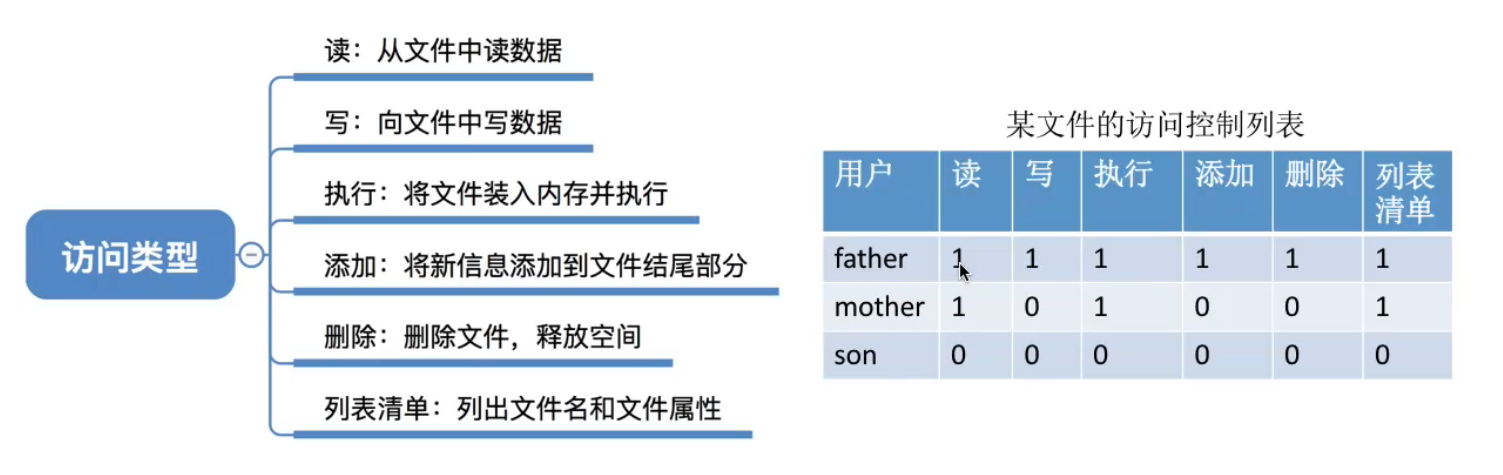 访问类型
读：从文件中读数据
写：向文件中写数据
执行：将文件装入内存并执行
添加：将新信息添加到文件结尾部分
删除：删除文件，释放空间
列表清单：列出文件名和文件属性
某文件的访问控制列表
用户 读 写 执行 添加 删除 列表清单
father 1 1 1 1 1 1
mother 1 0 1 0 0 1
son 0 0 0 0 0 0